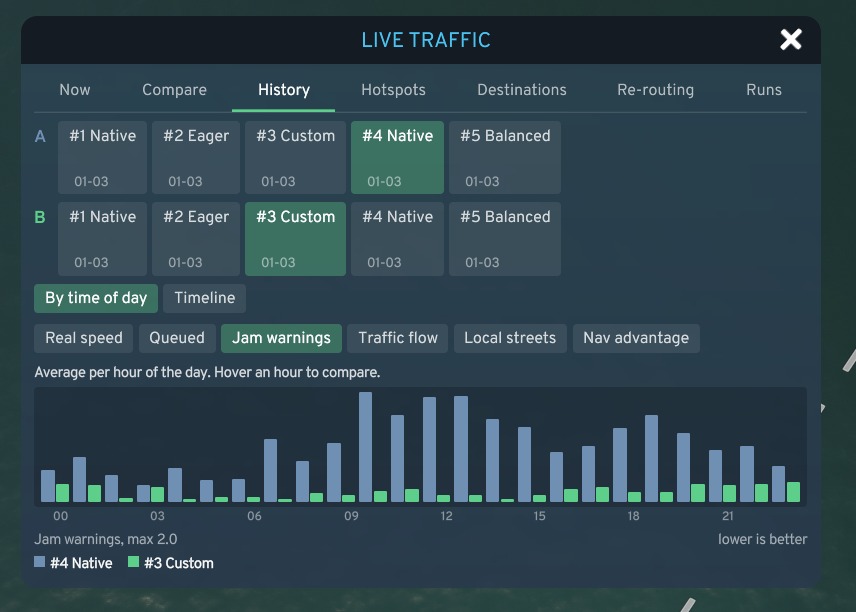 LIVE TRAFFIC
Now Compare History Hotspots Destinations Re-routing Runs
A #1 Native #2 Eager #3 Custom #4 Native #5 Balanced
01-03 01-03 01-03 01-03 01-03
B #1 Native #2 Eager #3 Custom #4 Native #5 Balanced
01-03 01-03 01-03 01-03 01-03
By time of day Timeline
Real speed Queued Jam warnings Traffic flow Local streets Nav advantage
Average per hour of the day. Hover an hour to compare.
00 03 06 09 12 15 18 21
Jam warnings, max 2.0 lower is better
#4 Native #3 Custom